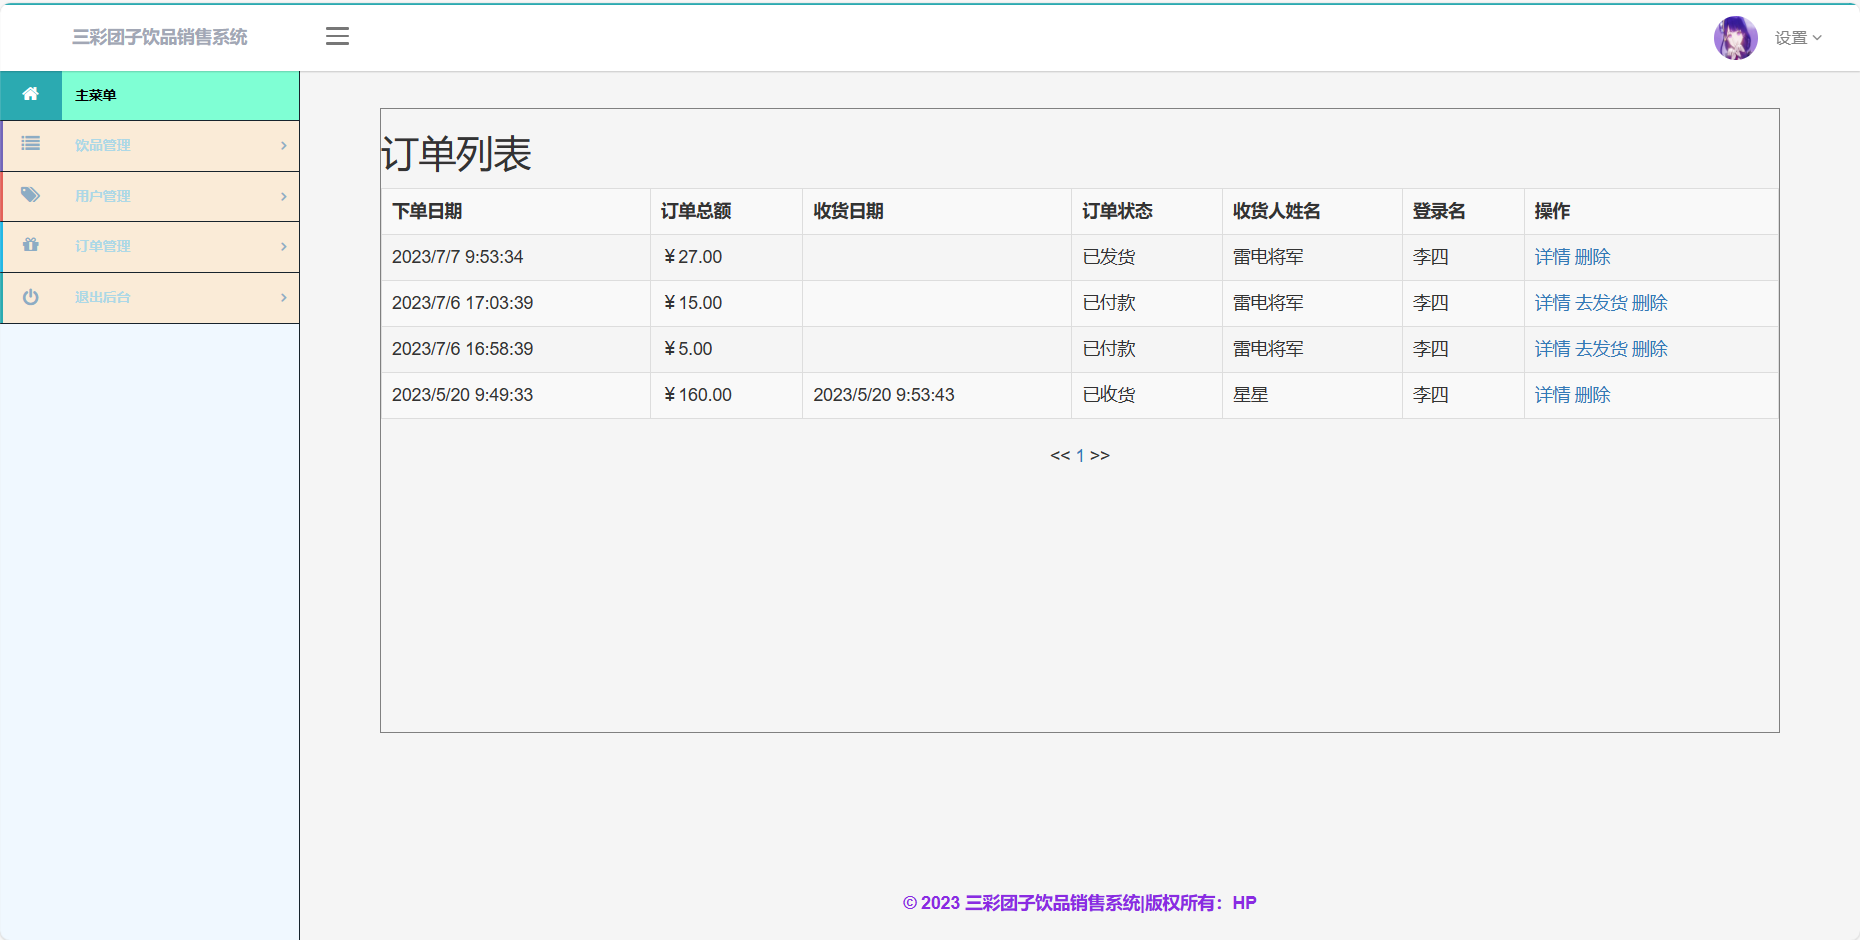 三彩团子饮品销售系统
设置
主菜单
饮品管理
用户管理
订单管理
退出后台
订单列表
下单日期 订单总额 收货日期 订单状态 收货人姓名 登录名 操作
2023/7/7 9:53:34 ¥27.00 已发货 雷电将军 李四 详情 删除
2023/7/6 17:03:39 ¥15.00 已付款 雷电将军 李四 详情 去发货 删除
2023/7/6 16:58:39 ¥5.00 已付款 雷电将军 李四 详情 去发货 删除
2023/5/20 9:49:33 ¥160.00 2023/5/20 9:53:43 已收货 星星 李四 详情 删除
<< 1 >>
© 2023 三彩团子饮品销售系统|版权所有：HP